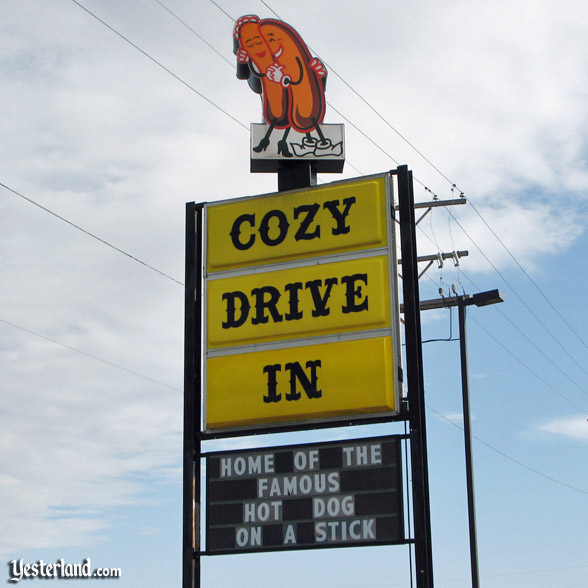 COZY
DRIVE
IN
HOME OF THE
FAMOUS
HOT DOG
ON A STICK
Yesterland.com